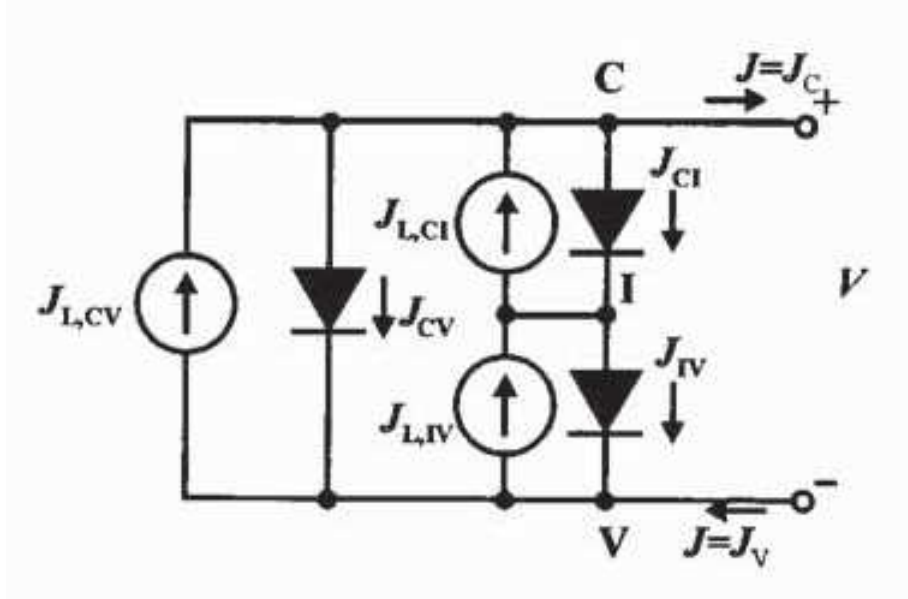 C
J=J_C
+
J_CI
J_L,CI
I
V
J_L,CV
J_CV
J_IV
J_L,IV
-
V
J=J_V